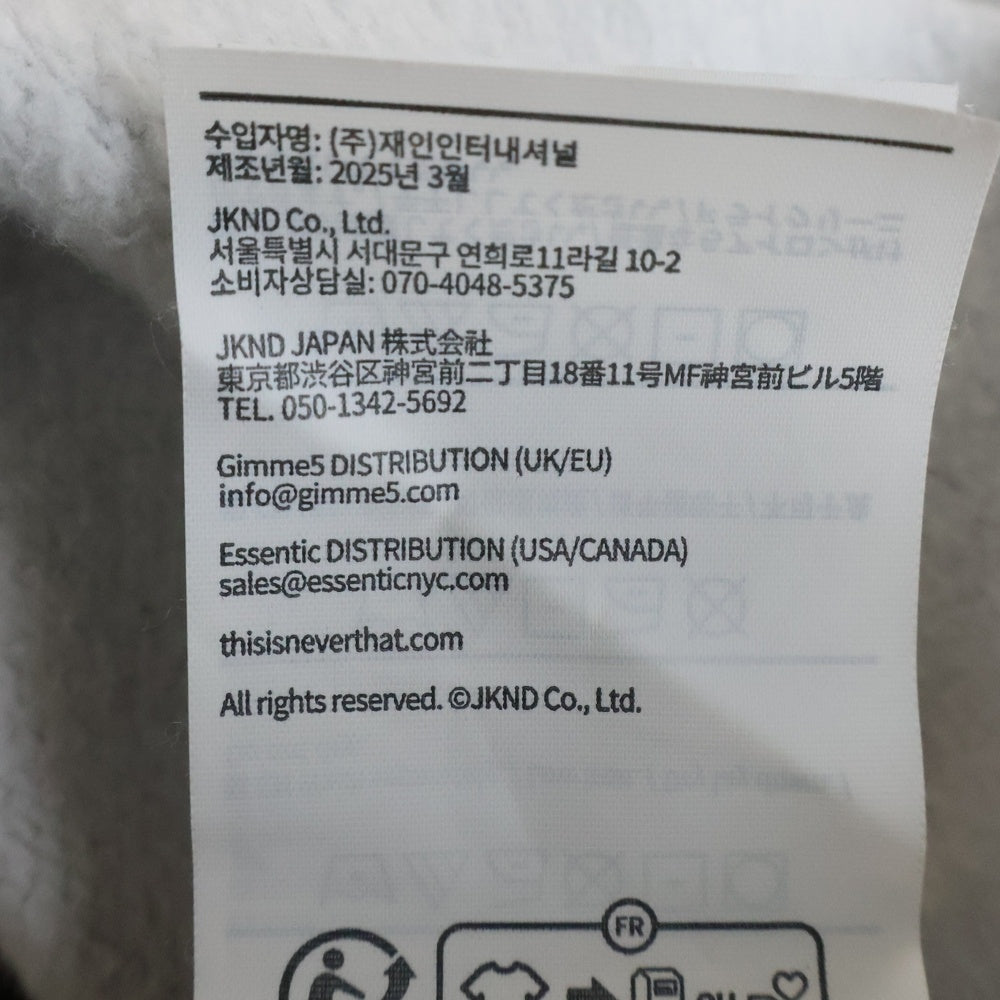 수입자명: (주)재인인터내셔널
제조년월: 2025년 3월
JKND Co., Ltd.
서울특별시 서대문구 연희로11라길 10-2
소비자상담실: 070-4048-5375
JKND JAPAN 株式会社
東京都渋谷区神宮前二丁目18番11号MF神宮前ビル5階
TEL. 050-1342-5692
Gimme5 DISTRIBUTION (UK/EU)
info@gimme5.com
Essentic DISTRIBUTION (USA/CANADA)
sales@essenticnyc.com
thisisneverthat.com
All rights reserved. ©JKND Co., Ltd.
FR